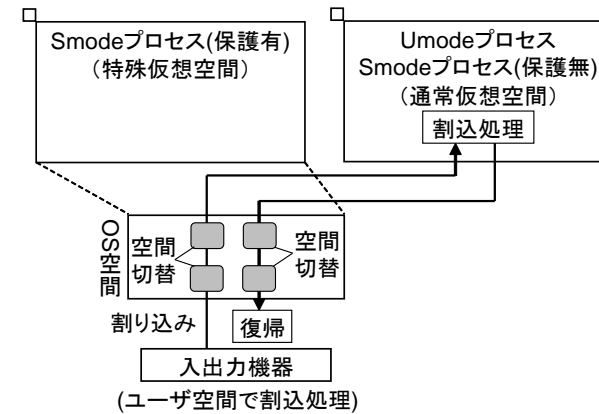 Smodeプロセス(保護有)
（特殊仮想空間）
Umodeプロセス
Smodeプロセス(保護無)
（通常仮想空間）
割込処理
OS空間
空間
切替
空間
切替
割り込み
復帰
入出力機器
(ユーザ空間で割込処理)